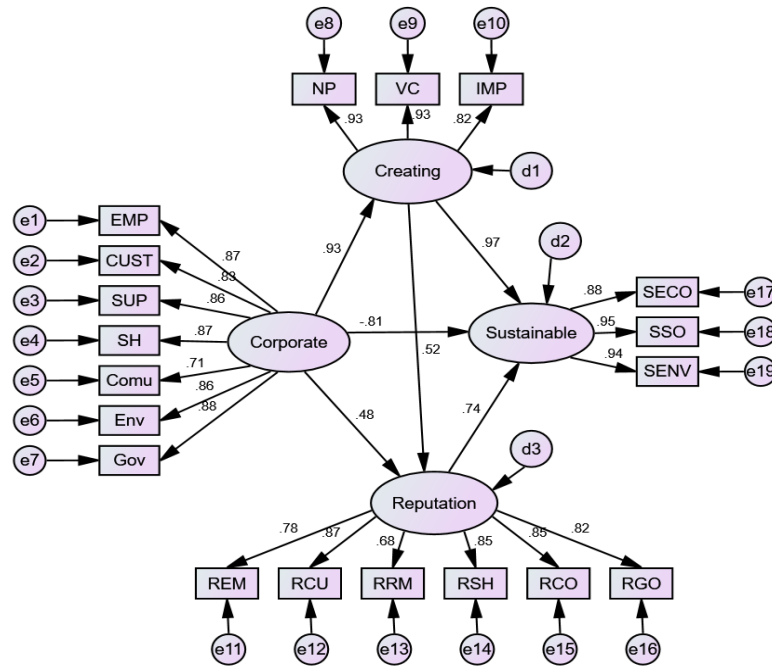 e8 e9 e10
NP VC IMP
.93 .93 .82
Creating d1
e1 EMP
.87
e2 CUST
.83
e3 SUP
.86
e4 SH
.87
e5 Comu
.71
e6 Env
.86
e7 Gov
.88
Corporate
.93
.97
d2
-.81
.52
.48
.74
Sustainable
.88 SECO e17
.95 SSO e18
.94 SENV e19
d3
Reputation
.78 .87 .68 .85 .85 .82
REM RCU RRM RSH RCO RGO
e11 e12 e13 e14 e15 e16